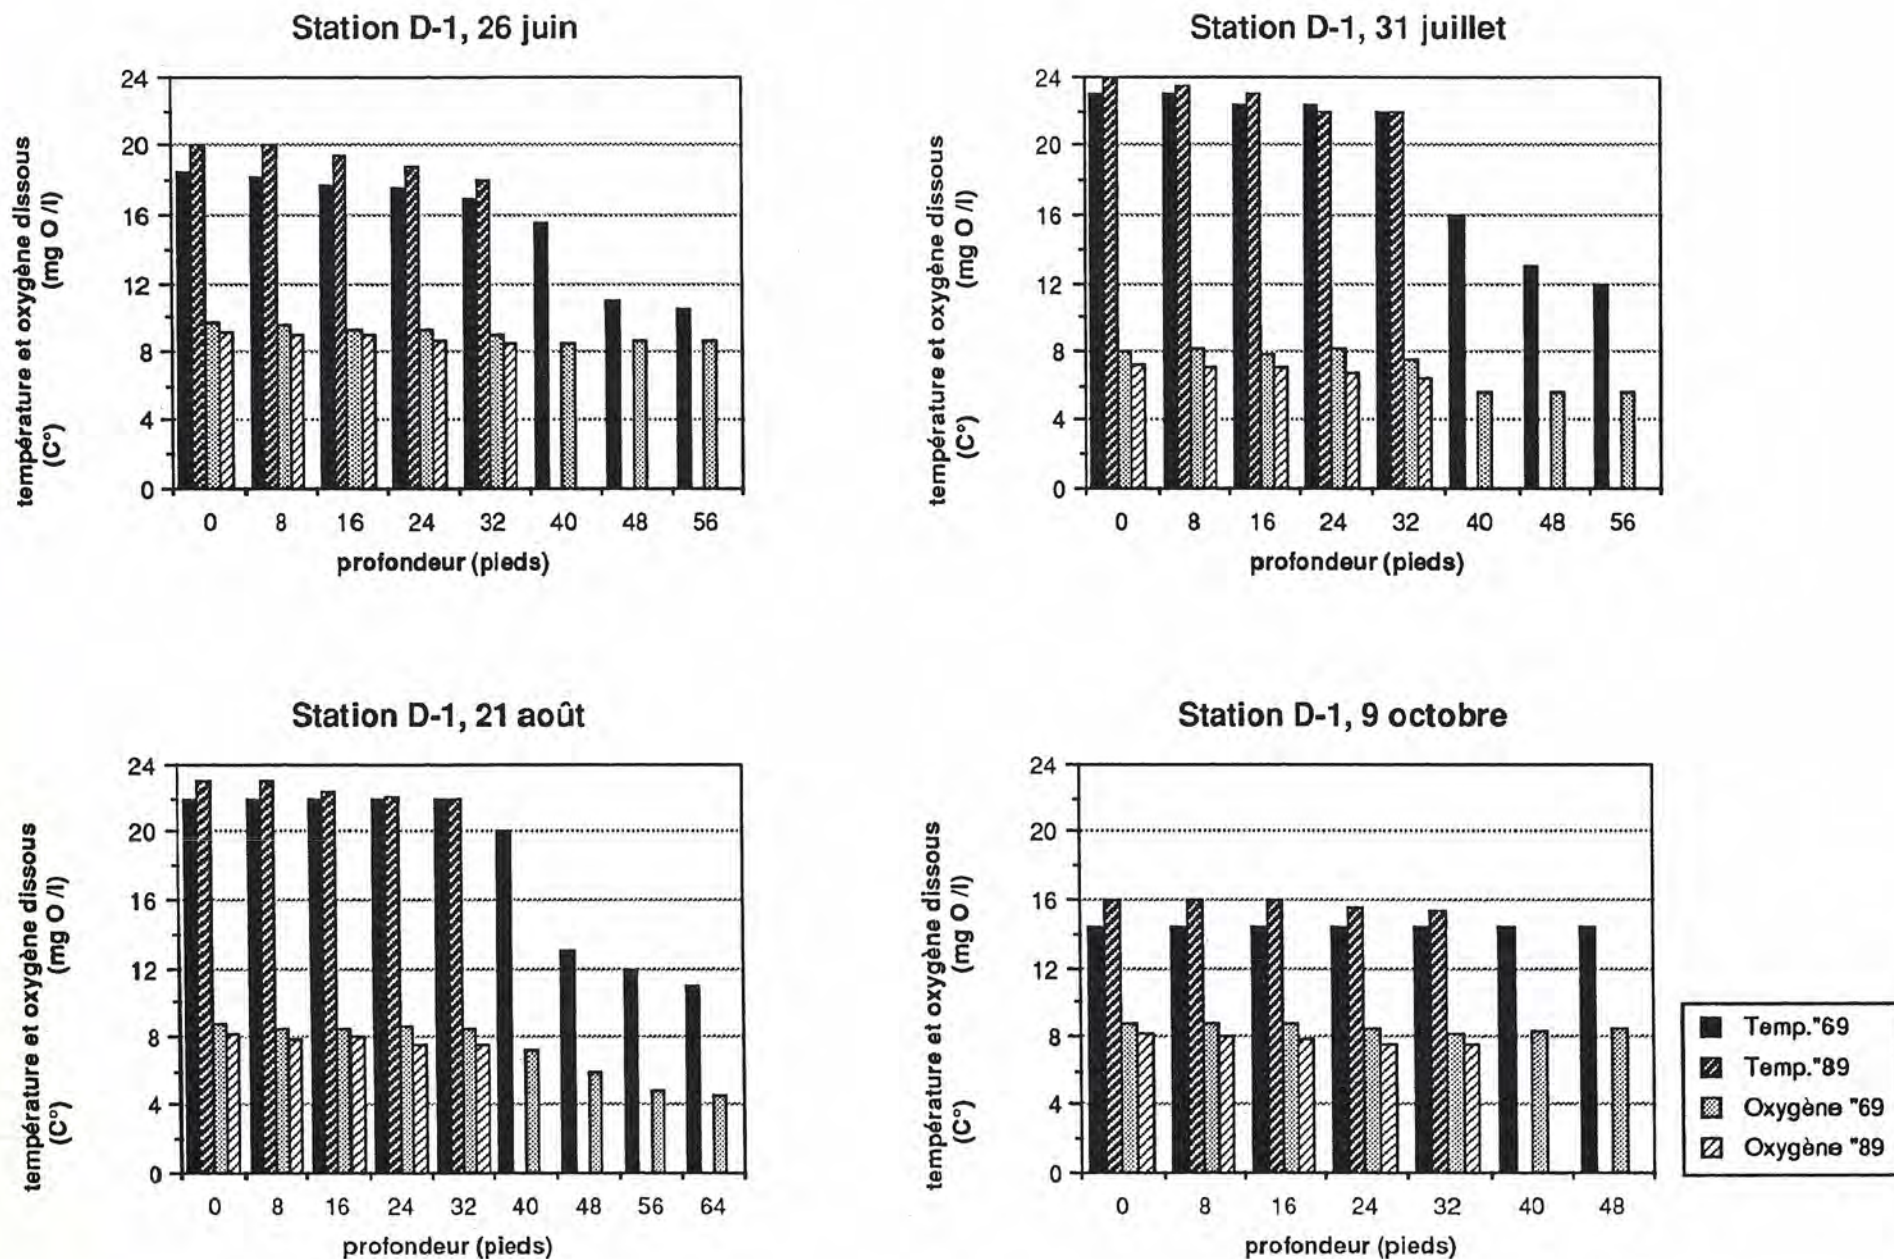 Station D-1, 26 juin
température et oxygène dissous
(C°) (mg O /l)
24
20
16
12
8
4
0
0 8 16 24 32 40 48 56
profondeur (pieds)
Station D-1, 31 juillet
température et oxygène dissous
(C°) (mg O /l)
24
20
16
12
8
4
0
0 8 16 24 32 40 48 56
profondeur (pieds)
Station D-1, 21 août
température et oxygène dissous
(C°) (mg O /l)
24
20
16
12
8
4
0
0 8 16 24 32 40 48 56 64
profondeur (pieds)
Station D-1, 9 octobre
température et oxygène dissous
(C°) (mg O /l)
24
20
16
12
8
4
0
0 8 16 24 32 40 48
profondeur (pieds)
Temp."69
Temp."89
Oxygène "69
Oxygène "89